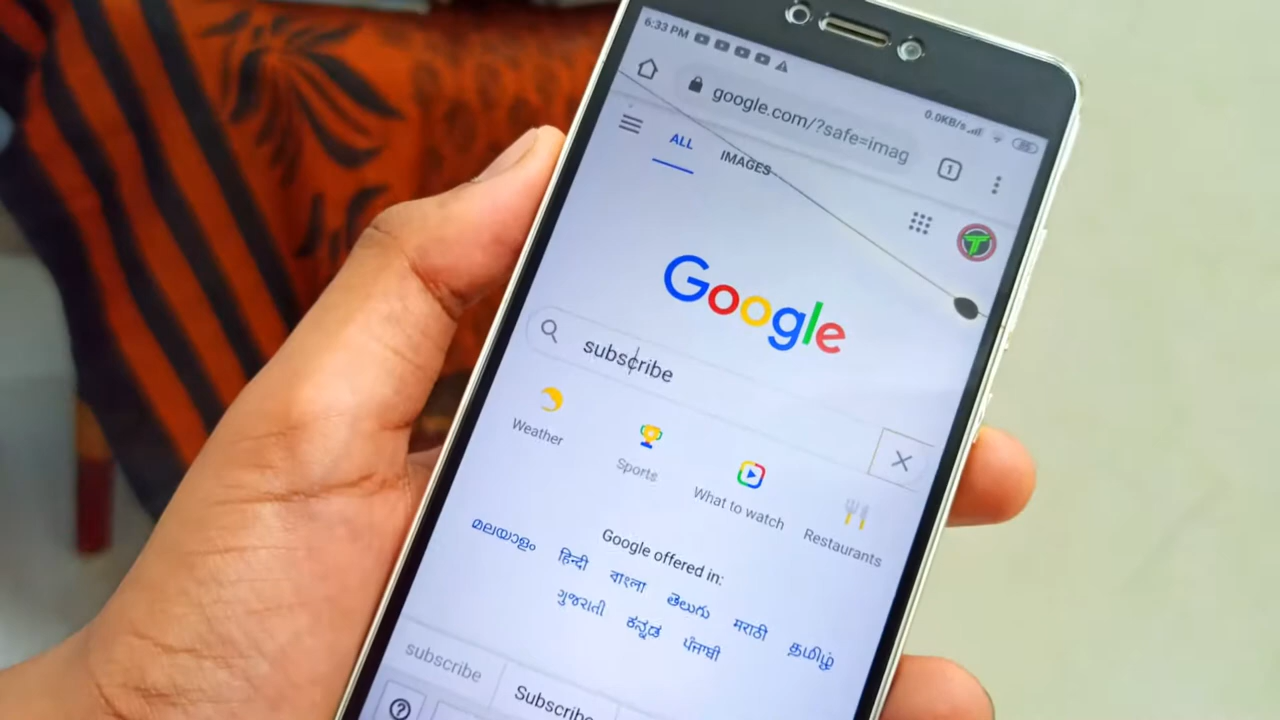 6:33 PM
0.0KB/s
google.com/?safe=imag
1
ALL IMAGES
T
Google
subscribe
Weather
Sports
What to watch
Restaurants
Google offered in:
മലയാളം हिन्दी বাংলা తెలుగు मराठी தமிழ்
ગુજરાતી ಕನ್ನಡ ਪੰਜਾਬੀ
subscribe Subscribe